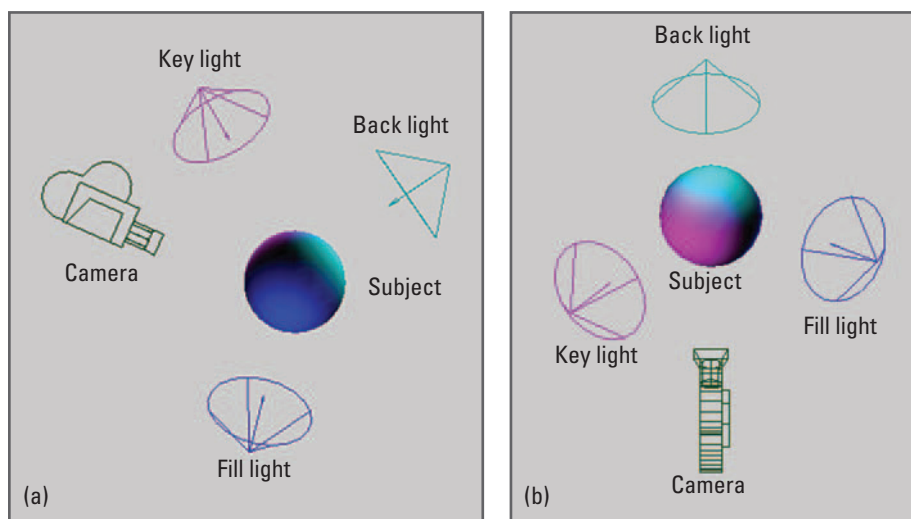 Key light
Back light
Camera
Subject
Fill light
(a)
Back light
Subject
Fill light
Key light
Camera
(b)